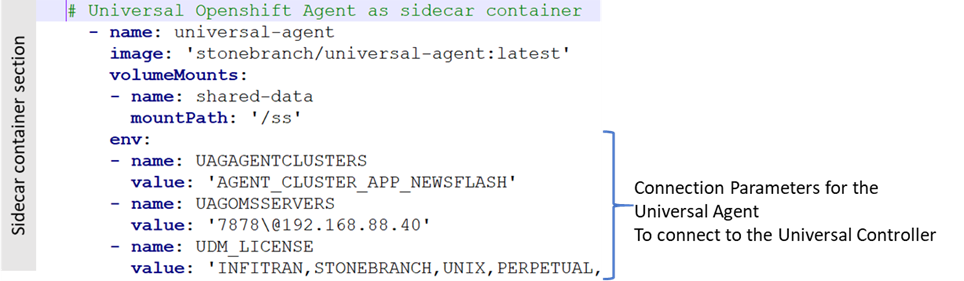 Sidecar container section
# Universal Openshift Agent as sidecar container
- name: universal-agent
image: 'stonebranch/universal-agent:latest'
volumeMounts:
- name: shared-data
mountPath: '/ss'
env:
- name: UAGAGENTCLUSTERS
value: 'AGENT_CLUSTER_APP_NEWSFLASH'
- name: UAGOMSSERVERS
value: '7878\@192.168.88.40'
- name: UDM_LICENSE
value: 'INFITRAN,STONEBRANCH,UNIX,PERPETUAL,
Connection Parameters for the
Universal Agent
To connect to the Universal Controller